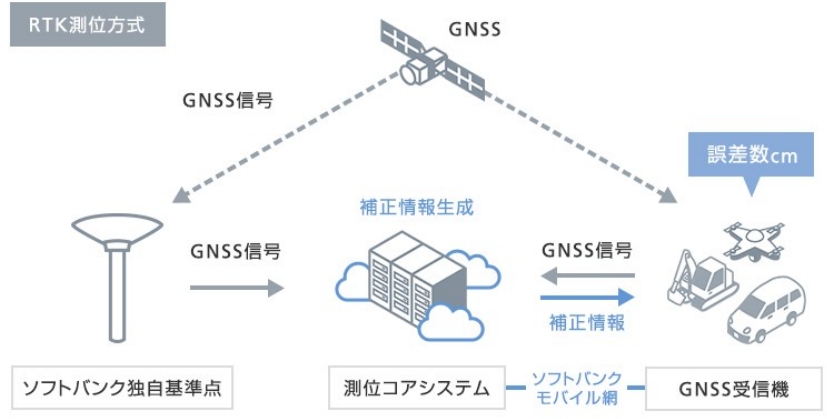 RTK測位方式
GNSS
GNSS信号
誤差数cm
補正情報生成
GNSS信号
GNSS信号
補正情報
ソフトバンク独自基準点
測位コアシステム
ソフトバンク
モバイル網
GNSS受信機